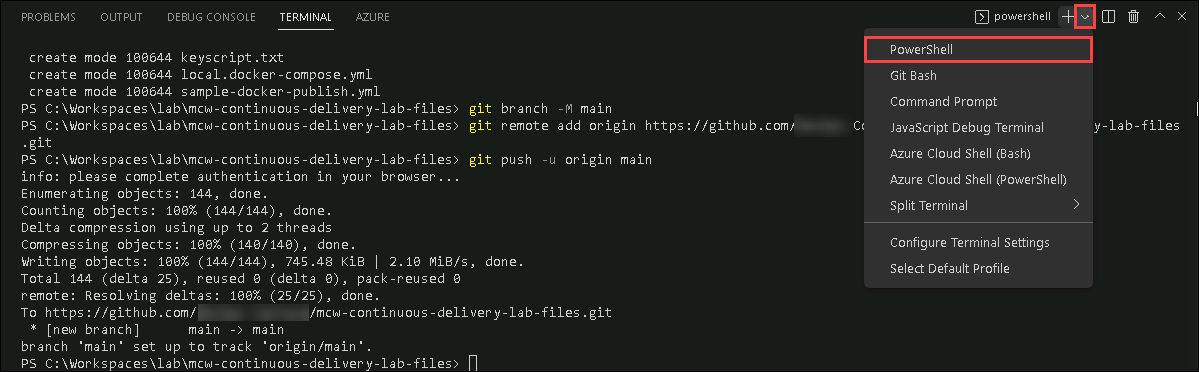 PROBLEMS OUTPUT DEBUG CONSOLE TERMINAL AZURE powershell
create mode 100644 keyscript.txt
create mode 100644 local.docker-compose.yml
create mode 100644 sample-docker-publish.yml
PS C:\Workspaces\lab\mcw-continuous-delivery-lab-files> git branch -M main
PS C:\Workspaces\lab\mcw-continuous-delivery-lab-files> git remote add origin https://github.com/ Co ry-lab-files
.git
PS C:\Workspaces\lab\mcw-continuous-delivery-lab-files> git push -u origin main
info: please complete authentication in your browser...
Enumerating objects: 144, done.
Counting objects: 100% (144/144), done.
Delta compression using up to 2 threads
Compressing objects: 100% (140/140), done.
Writing objects: 100% (144/144), 745.48 KiB | 2.10 MiB/s, done.
Total 144 (delta 25), reused 0 (delta 0), pack-reused 0
remote: Resolving deltas: 100% (25/25), done.
To https://github.com/ /mcw-continuous-delivery-lab-files.git
* [new branch] main -> main
branch 'main' set up to track 'origin/main'.
PS C:\Workspaces\lab\mcw-continuous-delivery-lab-files>
PowerShell
Git Bash
Command Prompt
JavaScript Debug Terminal
Azure Cloud Shell (Bash)
Azure Cloud Shell (PowerShell)
Split Terminal
Configure Terminal Settings
Select Default Profile